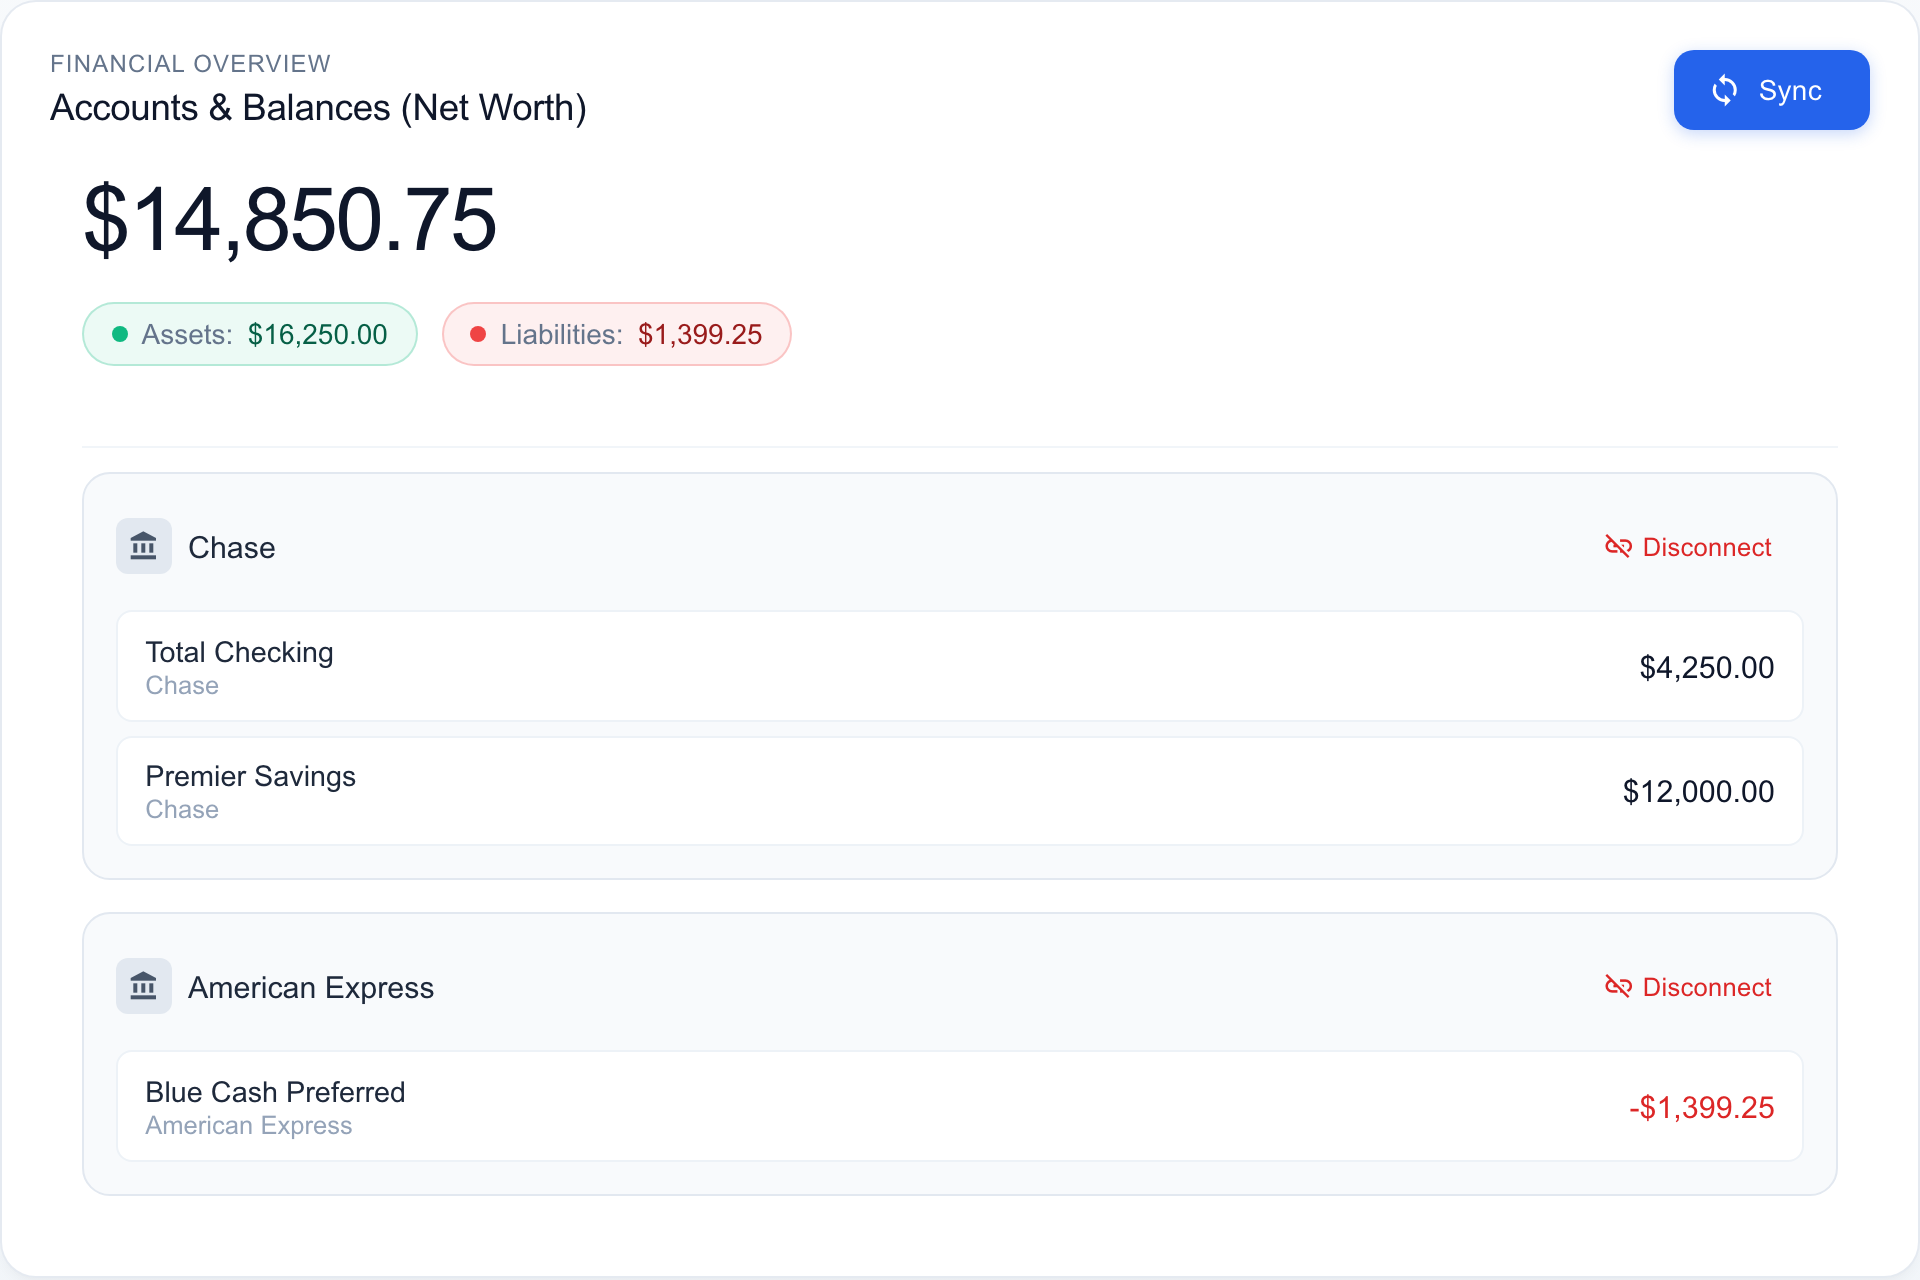 FINANCIAL OVERVIEW
Accounts & Balances (Net Worth)
Sync
$14,850.75
Assets: $16,250.00
Liabilities: $1,399.25
Chase
Disconnect
Total Checking
Chase
$4,250.00
Premier Savings
Chase
$12,000.00
American Express
Disconnect
Blue Cash Preferred
American Express
-$1,399.25